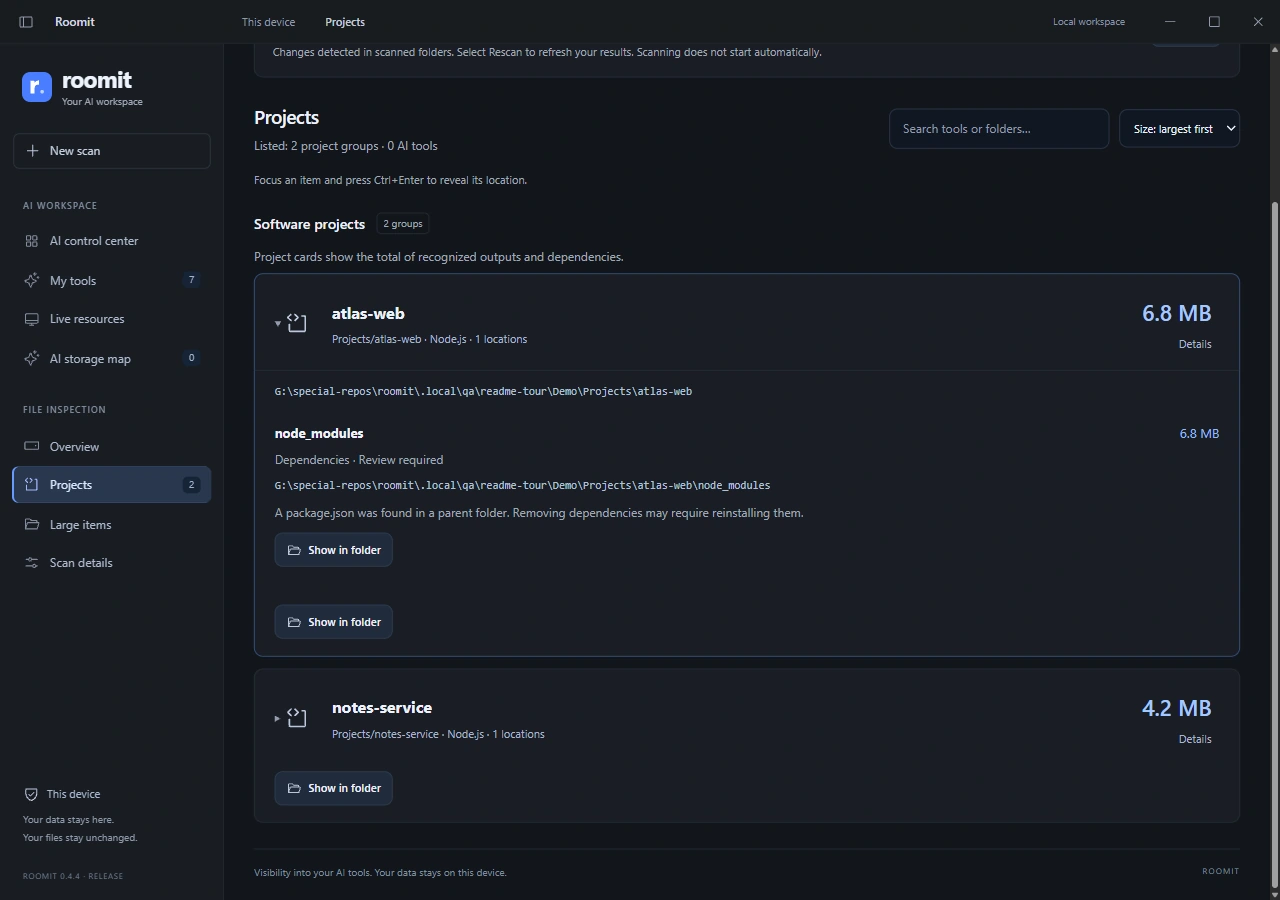 Roomit
This device
Projects
Local workspace
r.
roomit
Your AI workspace
New scan
AI WORKSPACE
AI control center
My tools
7
Live resources
AI storage map
0
FILE INSPECTION
Overview
Projects
2
Large items
Scan details
This device
Your data stays here.
Your files stay unchanged.
ROOMIT 0.4.4 · RELEASE
Changes detected in scanned folders. Select Rescan to refresh your results. Scanning does not start automatically.
Projects
Listed: 2 project groups · 0 AI tools
Search tools or folders...
Size: largest first
Focus an item and press Ctrl+Enter to reveal its location.
Software projects
2 groups
Project cards show the total of recognized outputs and dependencies.
atlas-web
Projects/atlas-web · Node.js · 1 locations
6.8 MB
Details
G:\special-repos\roomit\.local\qa\readme-tour\Demo\Projects\atlas-web
node_modules
6.8 MB
Dependencies · Review required
G:\special-repos\roomit\.local\qa\readme-tour\Demo\Projects\atlas-web\node_modules
A package.json was found in a parent folder. Removing dependencies may require reinstalling them.
Show in folder
Show in folder
notes-service
Projects/notes-service · Node.js · 1 locations
4.2 MB
Details
Show in folder
Visibility into your AI tools. Your data stays on this device.
ROOMIT